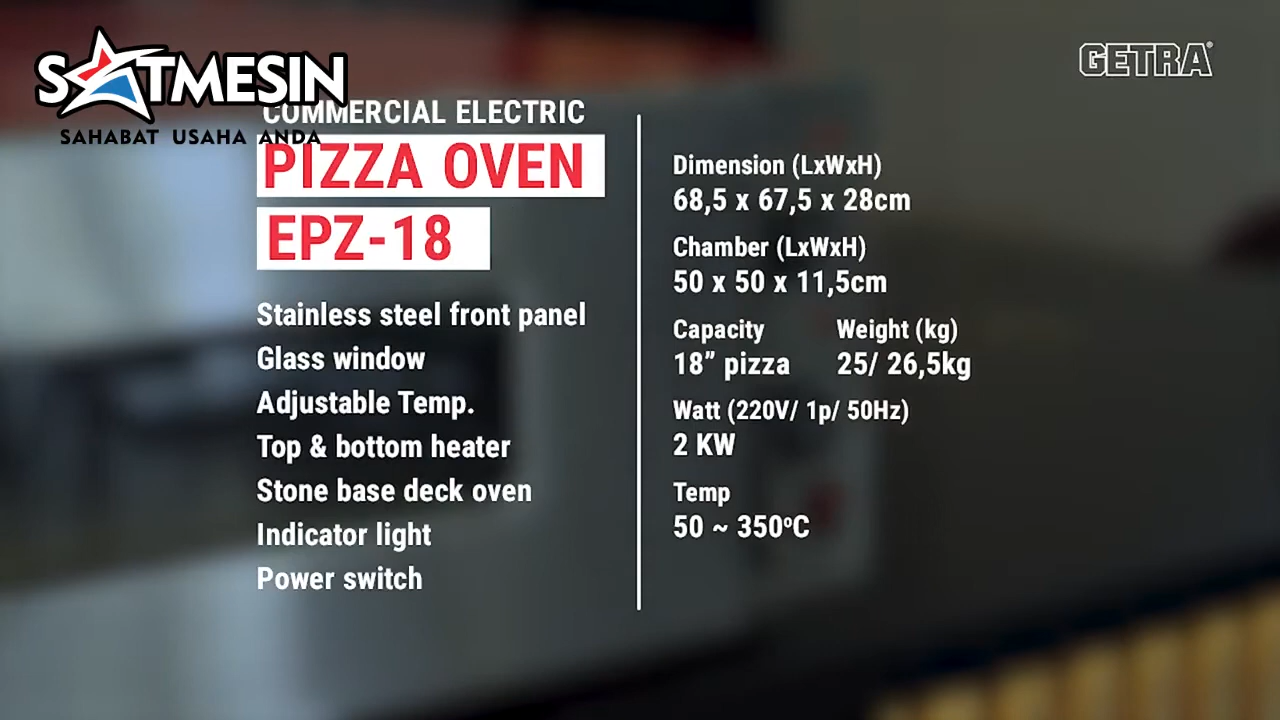 SATMESIN
SAHABAT USAHA ANDA
GETRA®
COMMERCIAL ELECTRIC
PIZZA OVEN
EPZ-18
Stainless steel front panel
Glass window
Adjustable Temp.
Top & bottom heater
Stone base deck oven
Indicator light
Power switch
Dimension (LxWxH)
68,5 x 67,5 x 28cm
Chamber (LxWxH)
50 x 50 x 11,5cm
Capacity Weight (kg)
18” pizza 25/ 26,5kg
Watt (220V/ 1p/ 50Hz)
2 KW
Temp
50 ~ 350ºC